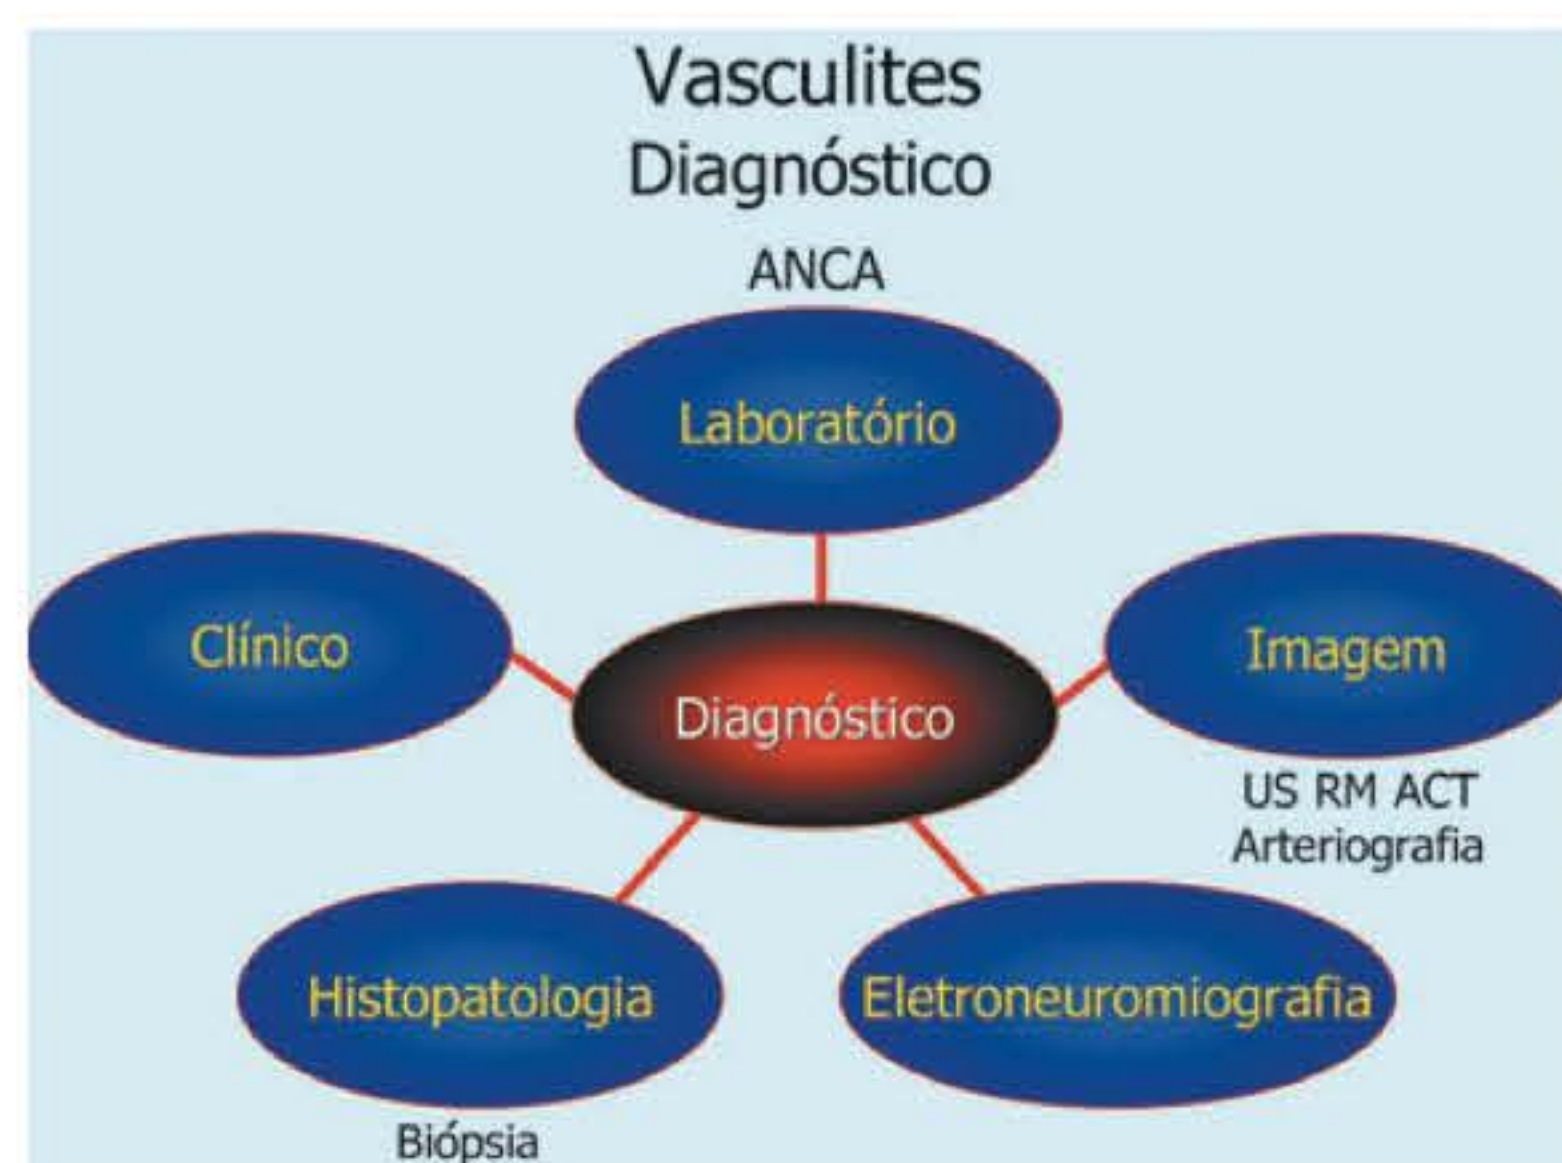 Vasculites
Diagnóstico
ANCA
Laboratório
Clínico
Imagem
Diagnóstico
US RM ACT
Arteriografia
Histopatologia
Eletroneuromiografia
Biópsia